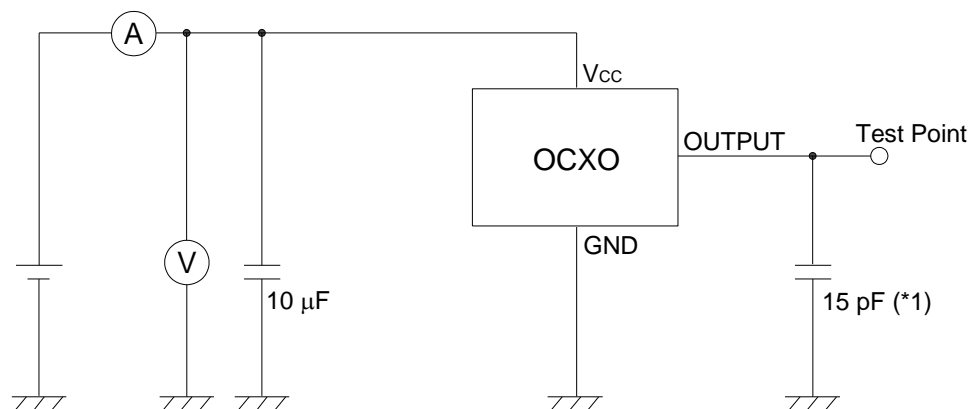 A
Vcc
OCXO
OUTPUT
Test Point
GND
V
10 μF
15 pF (*1)